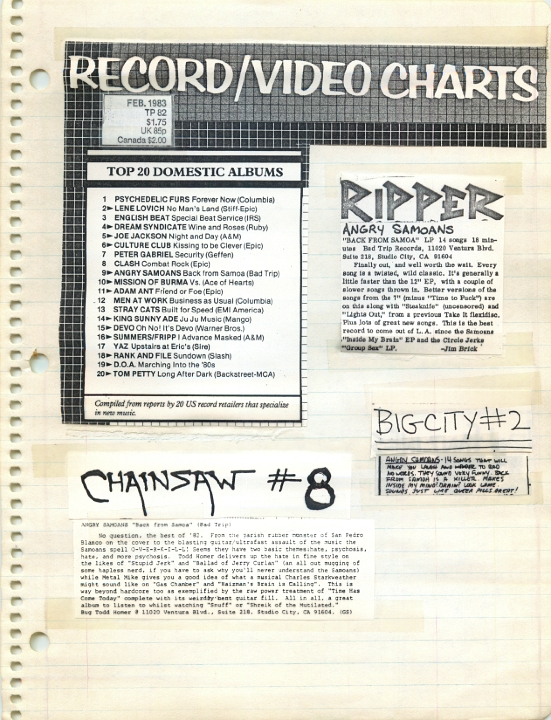 RECORD/VIDEO CHARTS
FEB. 1983
TP 82
$1.75
UK 85p
Canada $2.00
TOP 20 DOMESTIC ALBUMS
1 PSYCHEDELIC FURS Forever Now (Columbia)
2► LENE LOVICH No Man's Land (Stiff-Epic)
3 ENGLISH BEAT Special Beat Service (IRS)
4► DREAM SYNDICATE Wine and Roses (Ruby)
5► JOE JACKSON Night and Day (A&M)
6► CULTURE CLUB Kissing to be Clever (Epic)
7 PETER GABRIEL Security (Geffen)
8 CLASH Combat Rock (Epic)
9► ANGRY SAMOANS Back from Samoa (Bad Trip)
10► MISSION OF BURMA Vs. (Ace of Hearts)
11► ADAM ANT Friend or Foe (Epic)
12 MEN AT WORK Business as Usual (Columbia)
13 STRAY CATS Built for Speed (EMI America)
14► KING SUNNY ADE Ju Ju Music (Mango)
15► DEVO Oh No! It's Devo (Warner Bros.)
16► SUMMERS/FRIPP I Advance Masked (A&M)
17 YAZ Upstairs at Eric's (Sire)
18► RANK AND FILE Sundown (Slash)
19► D.O.A. Marching Into the '80s
20► TOM PETTY Long After Dark (Backstreet-MCA)
Compiled from reports by 20 US record retailers that specialize
in new music.
RIPPER
ANGRY SAMOANS
"BACK FROM SAMOA" LP 14 songs 18 min-
utes Bad Trip Records, 11020 Ventura Blvd.
Suite 218, Studio City, CA 91604
Finally out, and well worth the wait. Every
song is a twisted, wild classic. It's generally a
little faster than the 12" EP, with a couple of
slower songs thrown in. Better versions of the
songs from the 7" (minus "Time to Fuck") are
on this along with "Haskife" (uncensored) and
"Lights Out," from a previous Take It flexidisc.
Plus lots of great new songs. This is the best
record to come out of L.A. since the Samoans
"Inside My Brain" EP and the Circle Jerks
"Group Sex" LP. -Jim Brick
BIG CITY #2
ANGRY SAMOANS - 14 SONGS THAT WILL
MAKE YOU LAUGH AND
NO WORDS. THEY SOUND VERY FUNNY. BACK
FROM SAMOA IS A KILLER. MAKES
INSIDE MY BRAIN LOOK LAME
SOUNDS JUST LIKE QUEEN GREAT!
CHAINSAW #8
ANGRY SAMOANS "Back from Samoa" (Bad Trip)
No question, the best of '82. From the garish rubber monster of San Pedro
Blanco on the cover to the blasting guitar/ultrafast assault of the music the
Samoans spell O-V-E-R-K-I-L-L! Seems they have two basic themes:hate, psychosis,
hate, and more psychosis. Todd Homer delivers up the hate in fine style on
the likes of "Stupid Jerk" and "Ballad of Jerry Curlan" (an all out mugging of
some hapless nerd, if you have to ask why you'll never understand the Samoans)
while Metal Mike gives you a good idea of what a musical Charles Starkweather
might sound like on "Gas Chamber" and "Haizman's Brain is Calling". This is
way beyond hardcore too as exemplified by the raw power treatment of "Time Has
Come Today" complete with its weirdly bent guitar fill. All in all, a great
album to listen to whilst watching "Snuff" or "Shreik of the Mutilated."
Bug Todd Homer @ 11020 Ventura Blvd., Suite 218, Studio City, CA 91604. (GS)